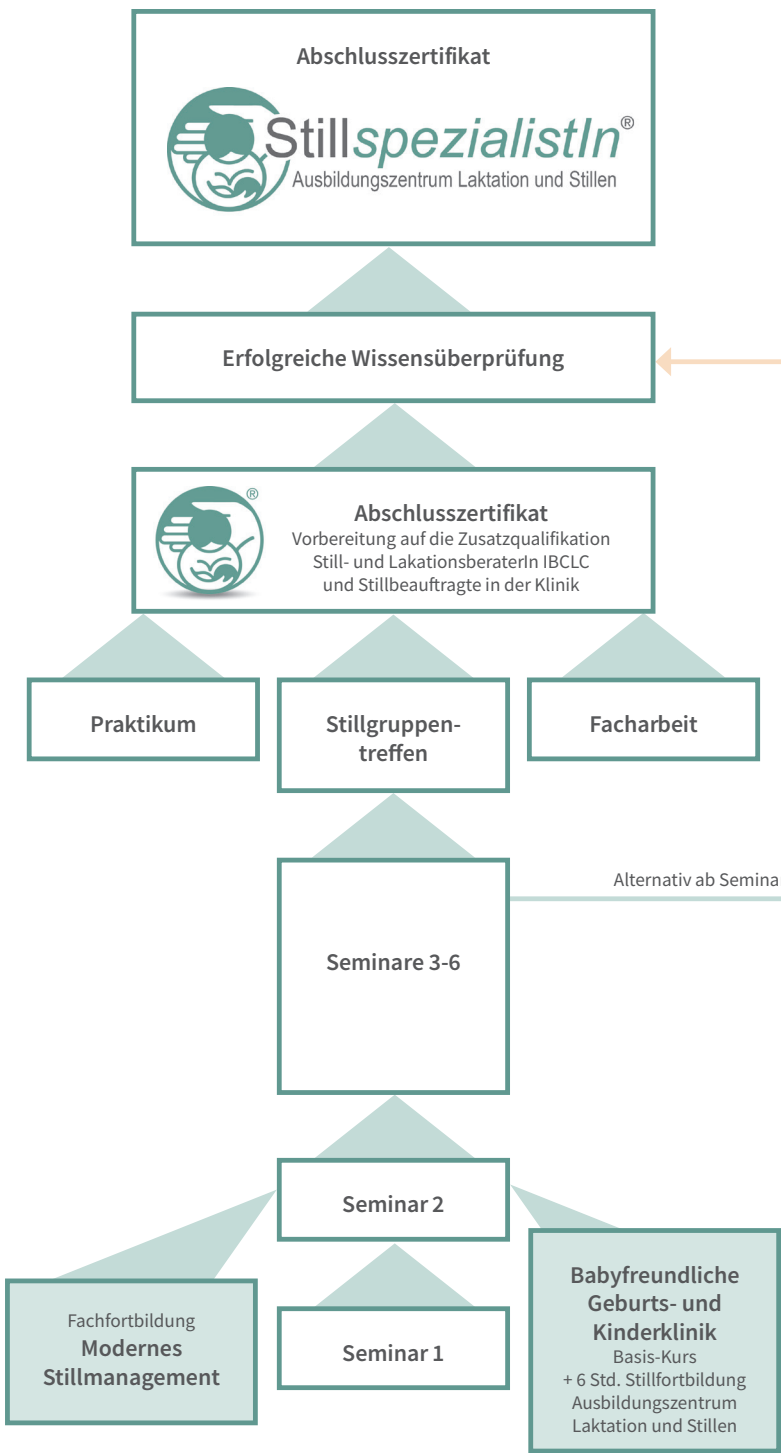 Abschlusszertifikat
StillspezialistIn®
Ausbildungszentrum Laktation und Stillen
Erfolgreiche Wissensüberprüfung
®
Abschlusszertifikat
Vorbereitung auf die Zusatzqualifikation
Still- und LakationsberaterIn IBCLC
und Stillbeauftragte in der Klinik
Praktikum
Stillgruppen-
treffen
Facharbeit
Alternativ ab Semina
Seminare 3-6
Seminar 2
Fachfortbildung
Modernes
Stillmanagement
Seminar 1
Babyfreundliche
Geburts- und
Kinderklinik
Basis-Kurs
+ 6 Std. Stillfortbildung
Ausbildungszentrum
Laktation und Stillen